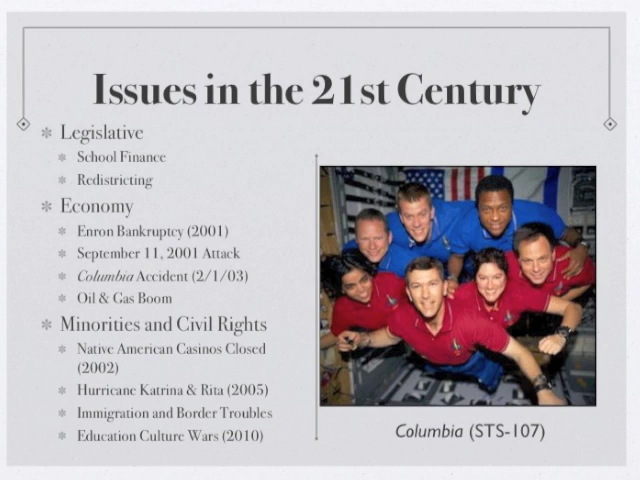 Issues in the 21st Century
Legislative
School Finance
Redistricting
Economy
Enron Bankruptcy (2001)
September 11, 2001 Attack
Columbia Accident (2/1/03)
Oil & Gas Boom
Minorities and Civil Rights
Native American Casinos Closed
(2002)
Hurricane Katrina & Rita (2005)
Immigration and Border Troubles
Education Culture Wars (2010)
Columbia (STS-107)